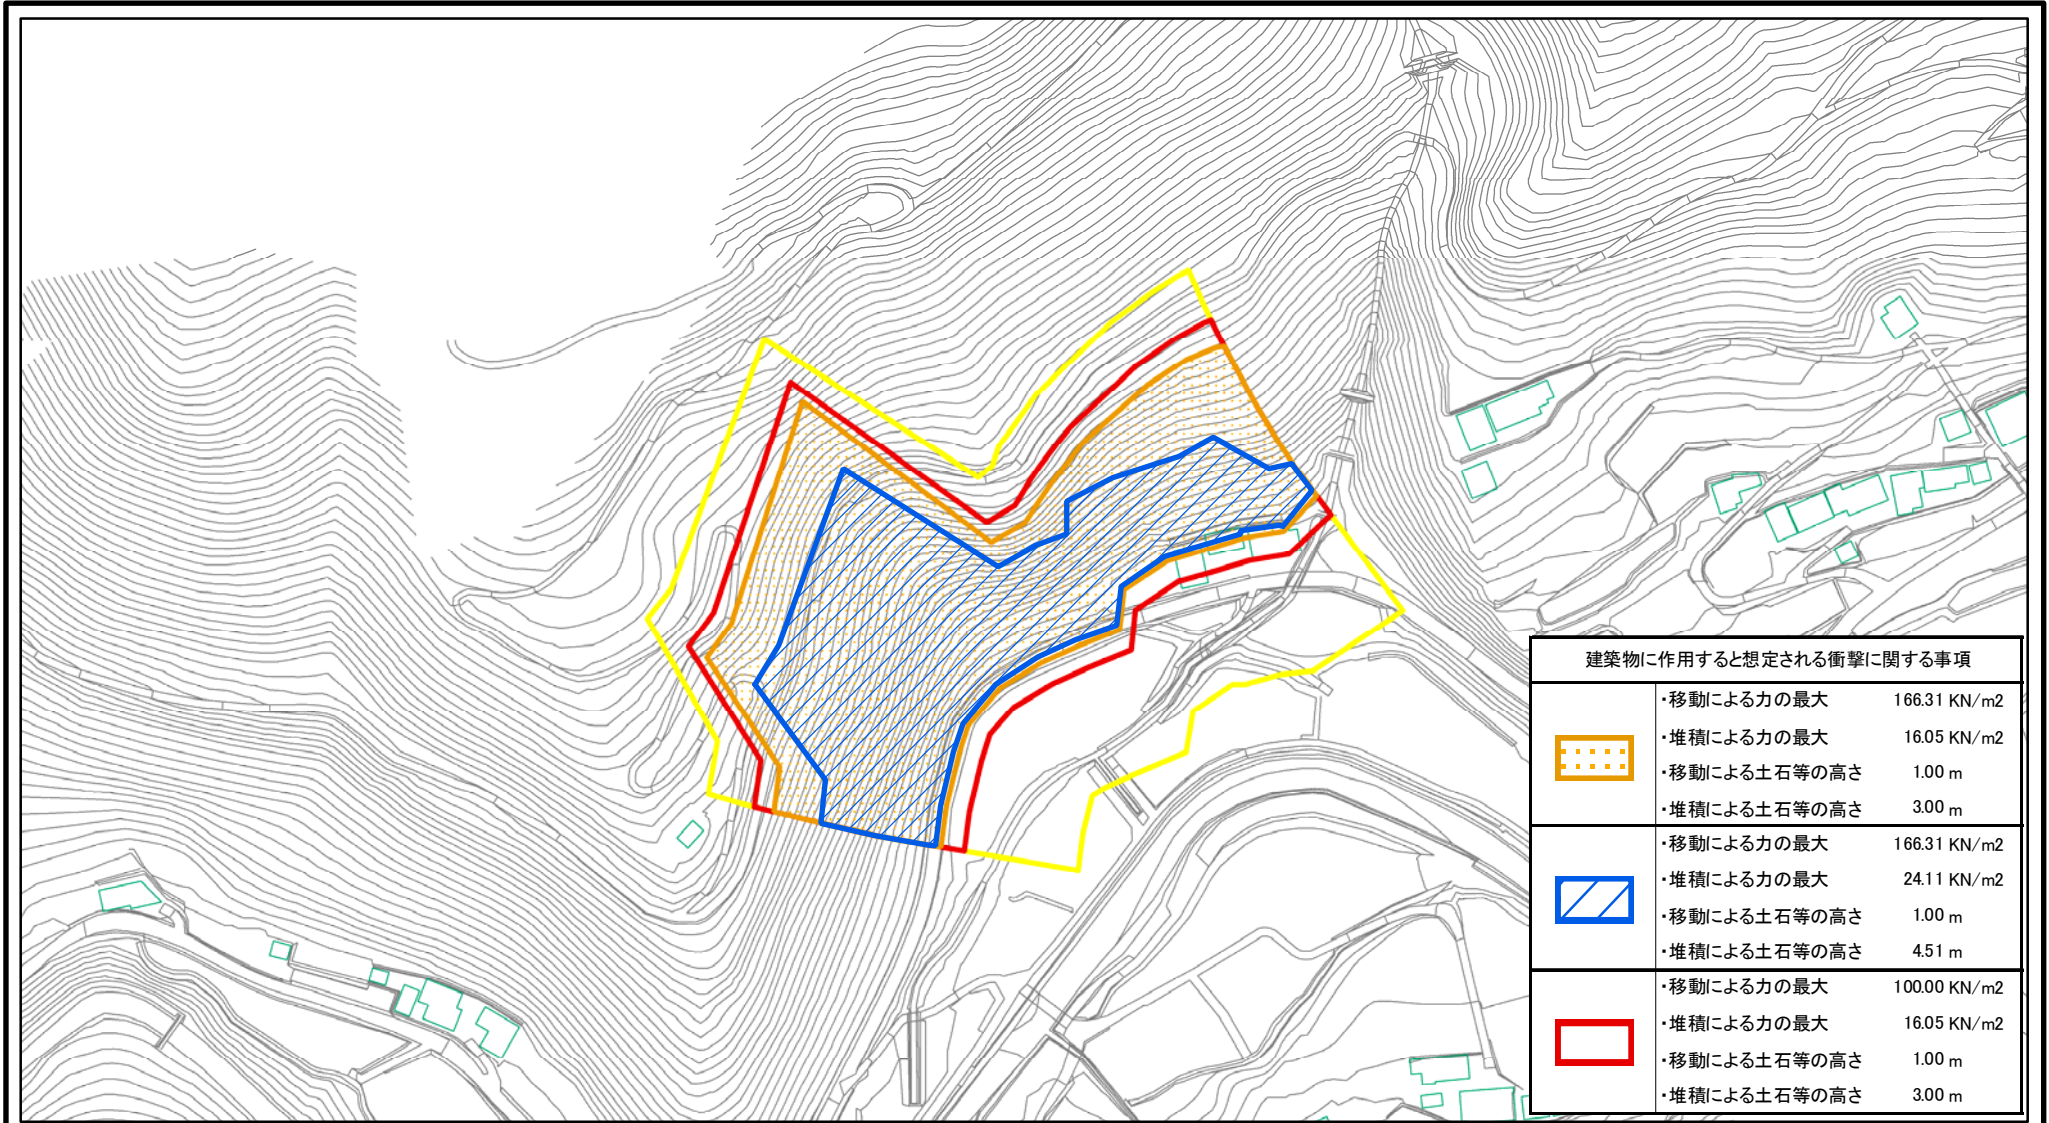 建築物に作用すると想定される衝撃に関する事項
・移動による力の最大 166.31 KN/m2
・堆積による力の最大 16.05 KN/m2
・移動による土石等の高さ 1.00 m
・堆積による土石等の高さ 3.00 m
・移動による力の最大 166.31 KN/m2
・堆積による力の最大 24.11 KN/m2
・移動による土石等の高さ 1.00 m
・堆積による土石等の高さ 4.51 m
・移動による力の最大 100.00 KN/m2
・堆積による力の最大 16.05 KN/m2
・移動による土石等の高さ 1.00 m
・堆積による土石等の高さ 3.00 m